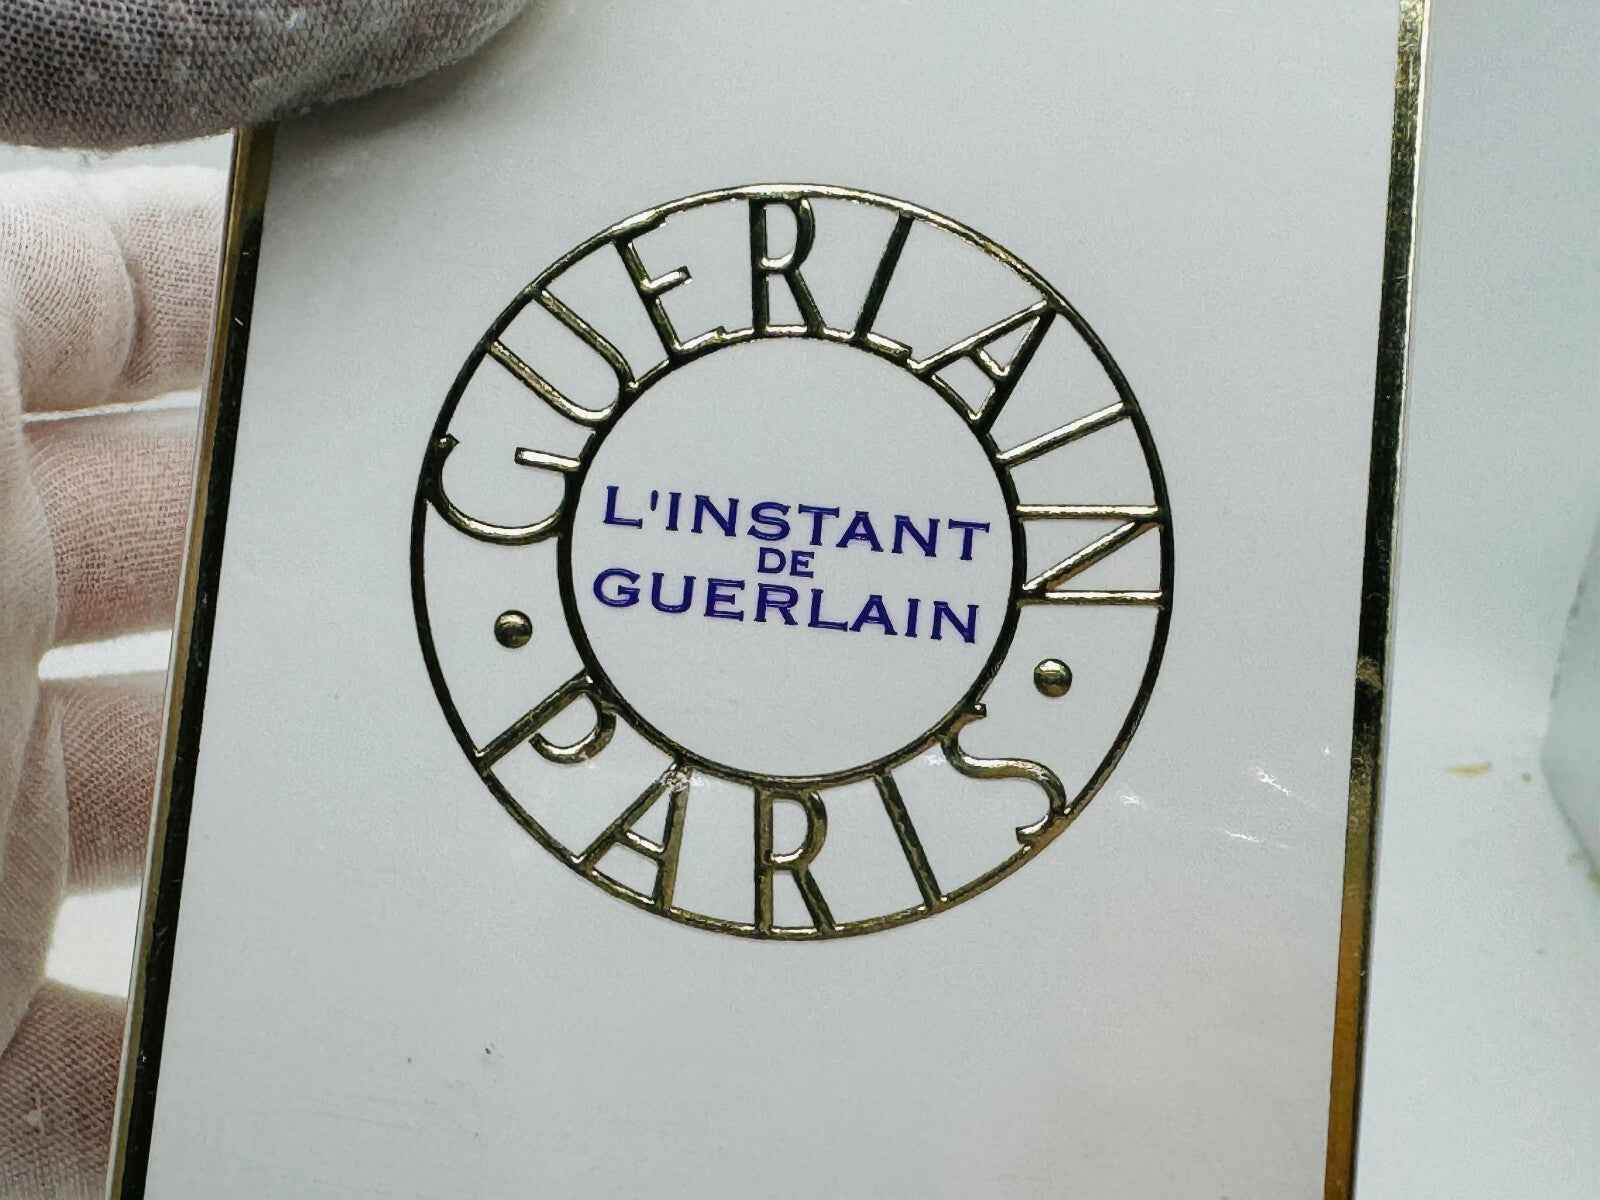 GUERLAIN
L'INSTANT
DE
GUERLAIN
• PARIS •